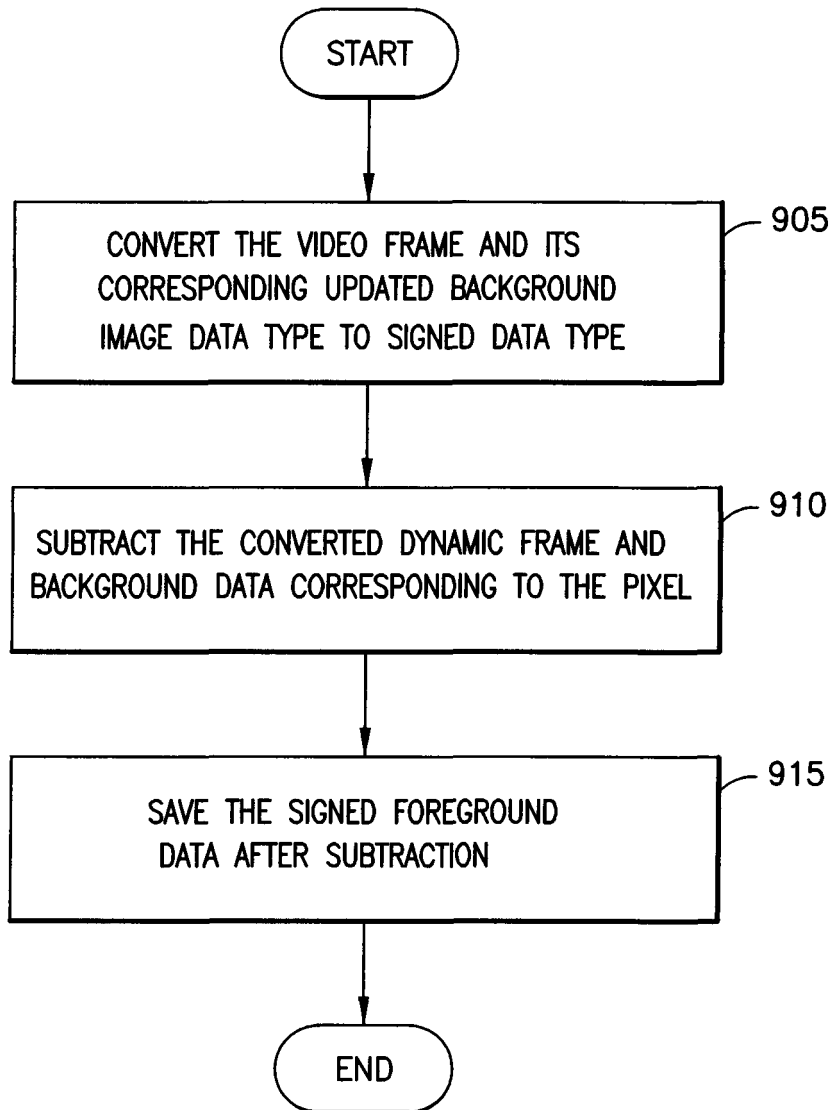 START
905
CONVERT THE VIDEO FRAME AND ITS
CORRESPONDING UPDATED BACKGROUND
IMAGE DATA TYPE TO SIGNED DATA TYPE
910
SUBTRACT THE CONVERTED DYNAMIC FRAME AND
BACKGROUND DATA CORRESPONDING TO THE PIXEL
915
SAVE THE SIGNED FOREGROUND
DATA AFTER SUBTRACTION
END